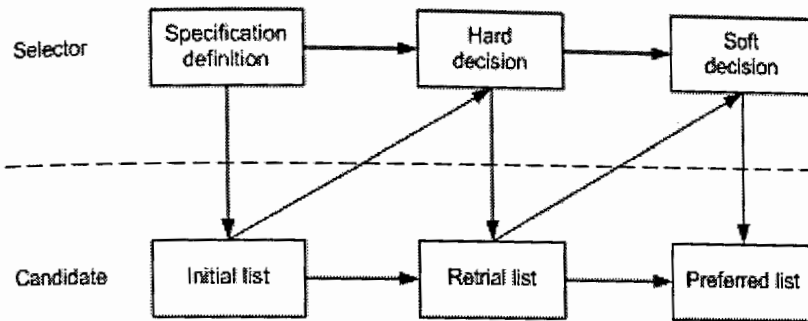 Selector
Specification
definition
Hard
decision
Soft
decision
Candidate
Initial list
Retrial list
Preferred list